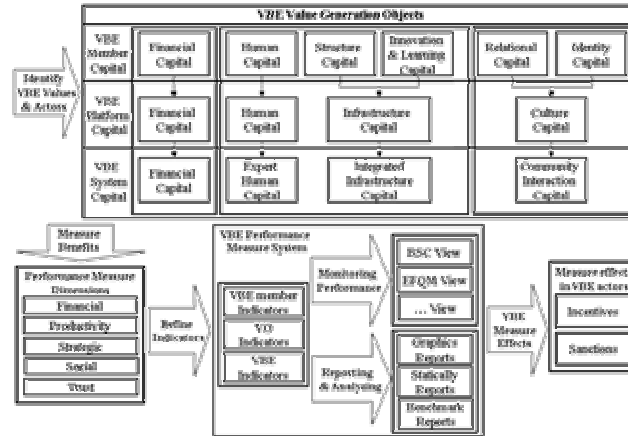 VBE Value Generation Objects
VBE
Member
Capital
Financial
Capital
Human
Capital
Structure
Capital
Innovation
& Learning
Capital
Relational
Capital
Identity
Capital
Identify
VBE Values
& Actors
VBE
Platform
Capital
Financial
Capital
Human
Capital
Infrastructure
Capital
Culture
Capital
VBE
System
Capital
Financial
Capital
Expert
Human
Capital
Integrated
Infrastructure
Capital
Community
Interaction
Capital
Measure
Benefits
Performance Measure
Dimensions
Financial
Productivity
Strategic
Social
Trust
Refine
Indicators
VBE Performance
Measure System
VBE member
Indicators
VO
Indicators
VBE
Indicators
Monitoring
Performance
BSC View
EFQM View
... View
Reporting
& Analyzing
Graphics
Reports
Statically
Reports
Benchmark
Reports
VBE
Measure
Effects
Measure effects
in VBE actors
Incentives
Sanctions